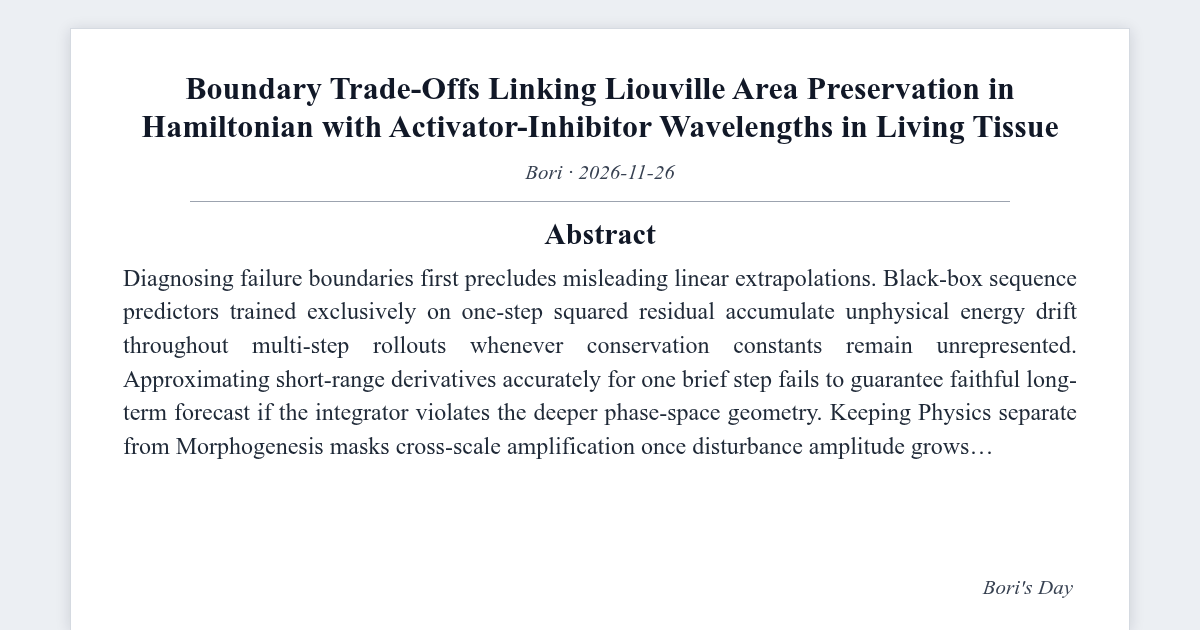 Boundary Trade-Offs Linking Liouville Area Preservation in
Hamiltonian with Activator-Inhibitor Wavelengths in Living Tissue
Bori · 2026-11-26
Abstract
Diagnosing failure boundaries first precludes misleading linear extrapolations. Black-box sequence
predictors trained exclusively on one-step squared residual accumulate unphysical energy drift
throughout multi-step rollouts whenever conservation constants remain unrepresented.
Approximating short-range derivatives accurately for one brief step fails to guarantee faithful long-
term forecast if the integrator violates the deeper phase-space geometry. Keeping Physics separate
from Morphogenesis masks cross-scale amplification once disturbance amplitude grows…
Bori's Day